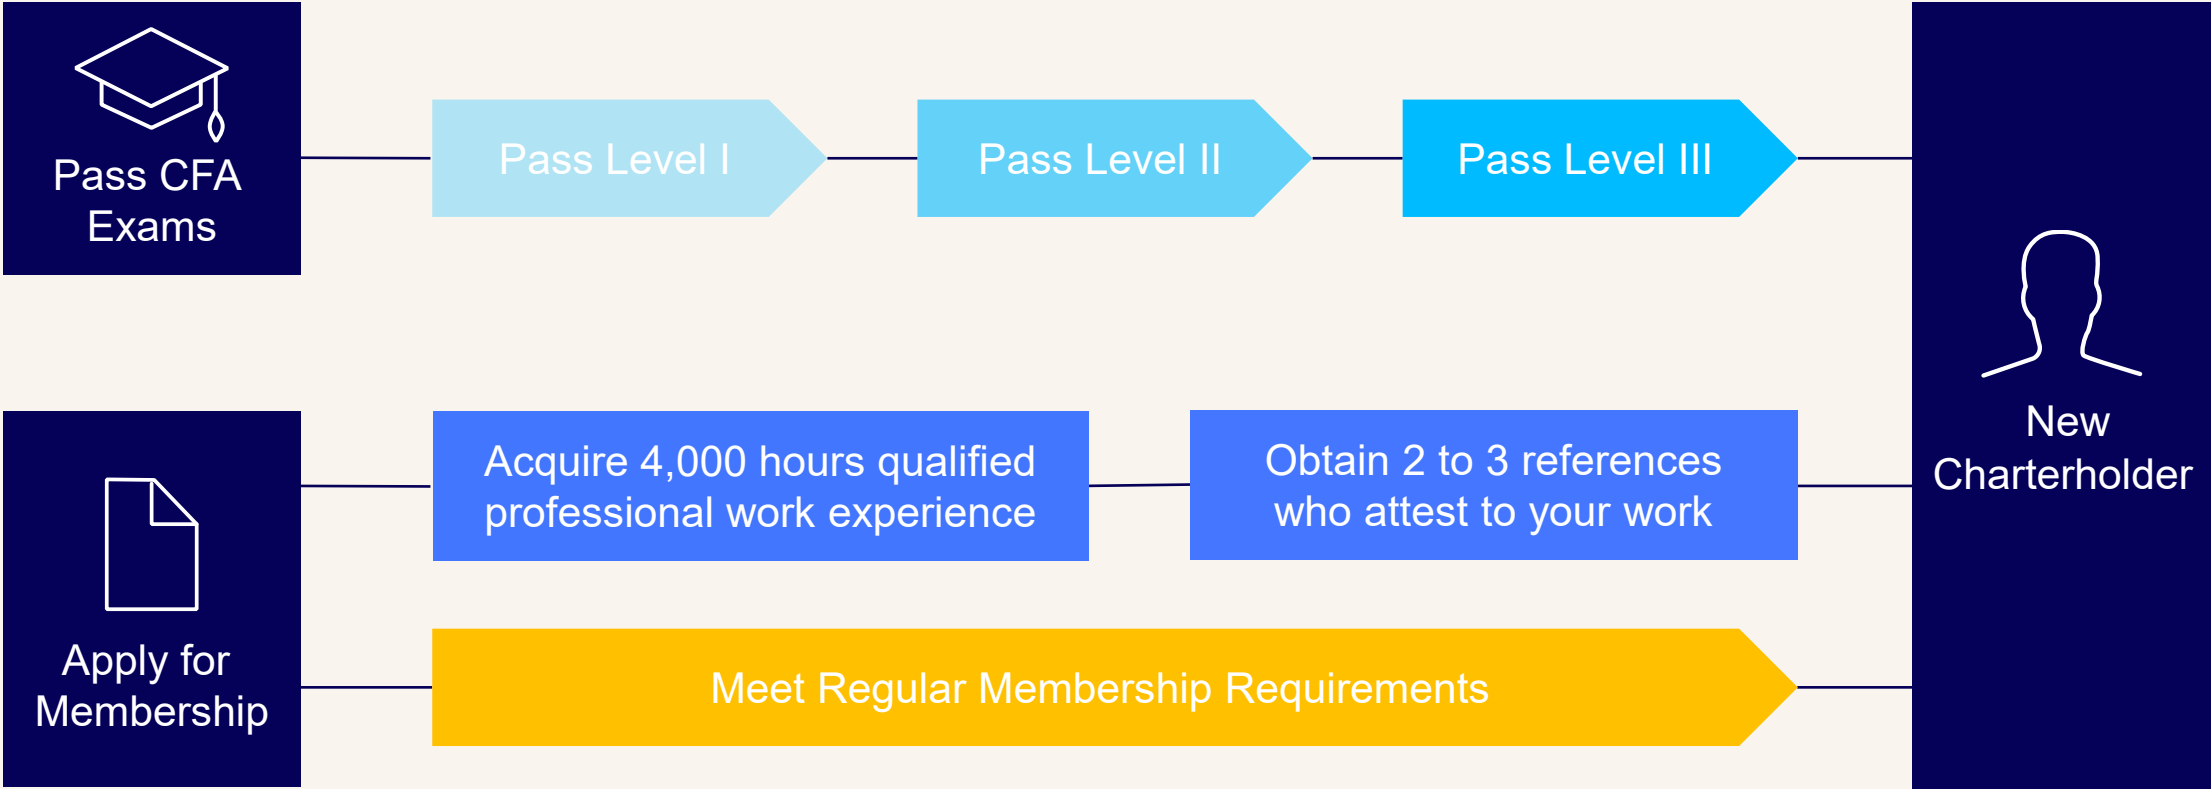 Pass CFA
Exams
Pass Level I
Pass Level II
Pass Level III
Apply for
Membership
Acquire 4,000 hours qualified
professional work experience
Obtain 2 to 3 references
who attest to your work
Meet Regular Membership Requirements
New
Charterholder